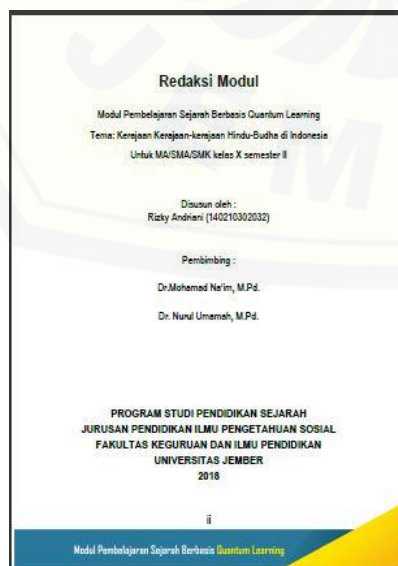 Redaksi Modul
Modul Pembelajaran Sejarah Berbasis Quantum Learning
Tema: Kerajaan Kerajaan-kerajaan Hindu-Budha di Indonesia
Untuk MA/SMA/SMK kelas X semester II
Disusun oleh :
Rizky Andriani (140210302032)
Pembimbing :
Dr.Mohamad Na'im, M.Pd.
Dr. Nurul Umamah, M.Pd.
PROGRAM STUDI PENDIDIKAN SEJARAH
JURUSAN PENDIDIKAN ILMU PENGETAHUAN SOSIAL
FAKULTAS KEGURUAN DAN ILMU PENDIDIKAN
UNIVERSITAS JEMBER
2018
ii
Modul Pembelajaran Sejarah Berbasis Quantum Learning